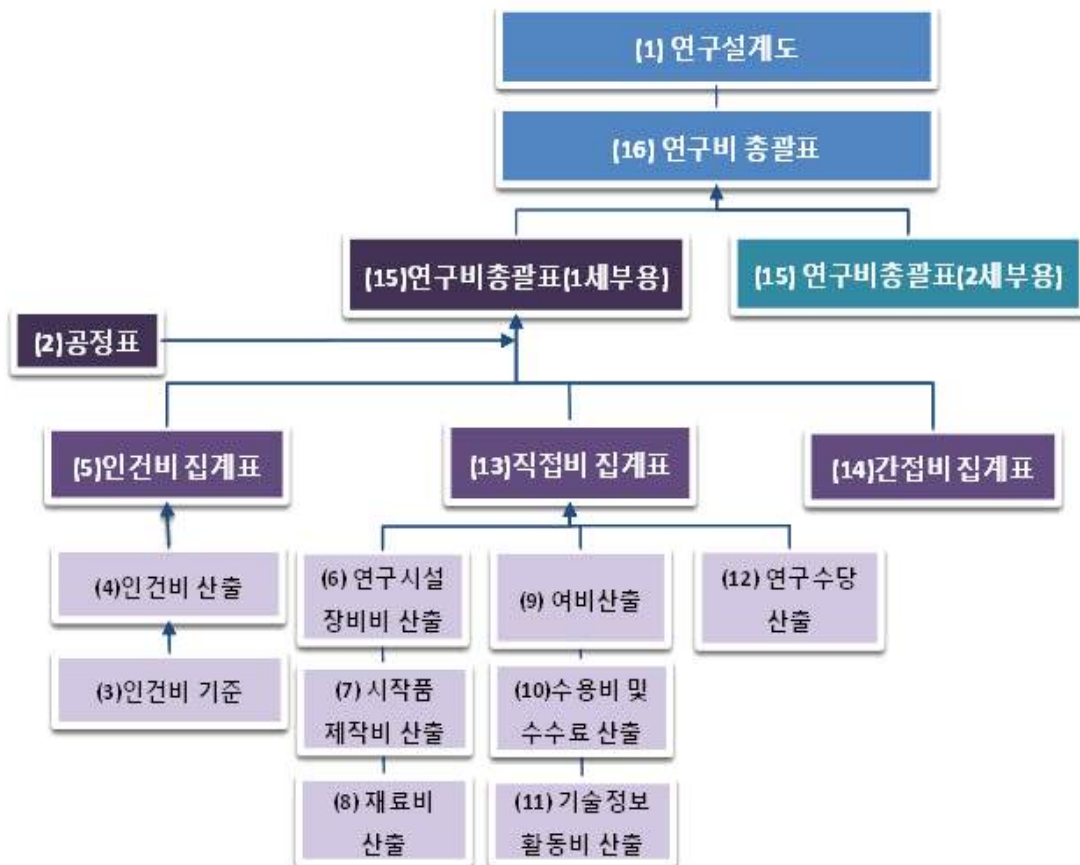 (1) 연구설계도
(16) 연구비 총괄표
(15)연구비총괄표(1세부용)
(15) 연구비총괄표(2세부용)
(2)공정표
(5)인건비 집계표
(13)직접비 집계표
(14)간접비 집계표
(4)인건비 산출
(6) 연구시설
장비비 산출
(9) 여비산출
(12) 연구수당
산출
(3)인건비 기준
(7) 시작품
제작비 산출
(10)수용비 및
수수료 산출
(8) 재료비
산출
(11) 기술정보
활동비 산출